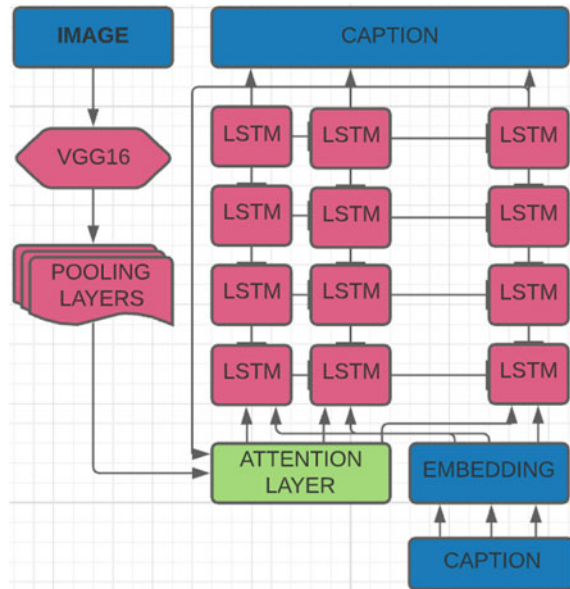 IMAGE
CAPTION
VGG16
POOLING
LAYERS
LSTM LSTM LSTM
LSTM LSTM LSTM
LSTM LSTM LSTM
LSTM LSTM LSTM
ATTENTION
LAYER
EMBEDDING
CAPTION